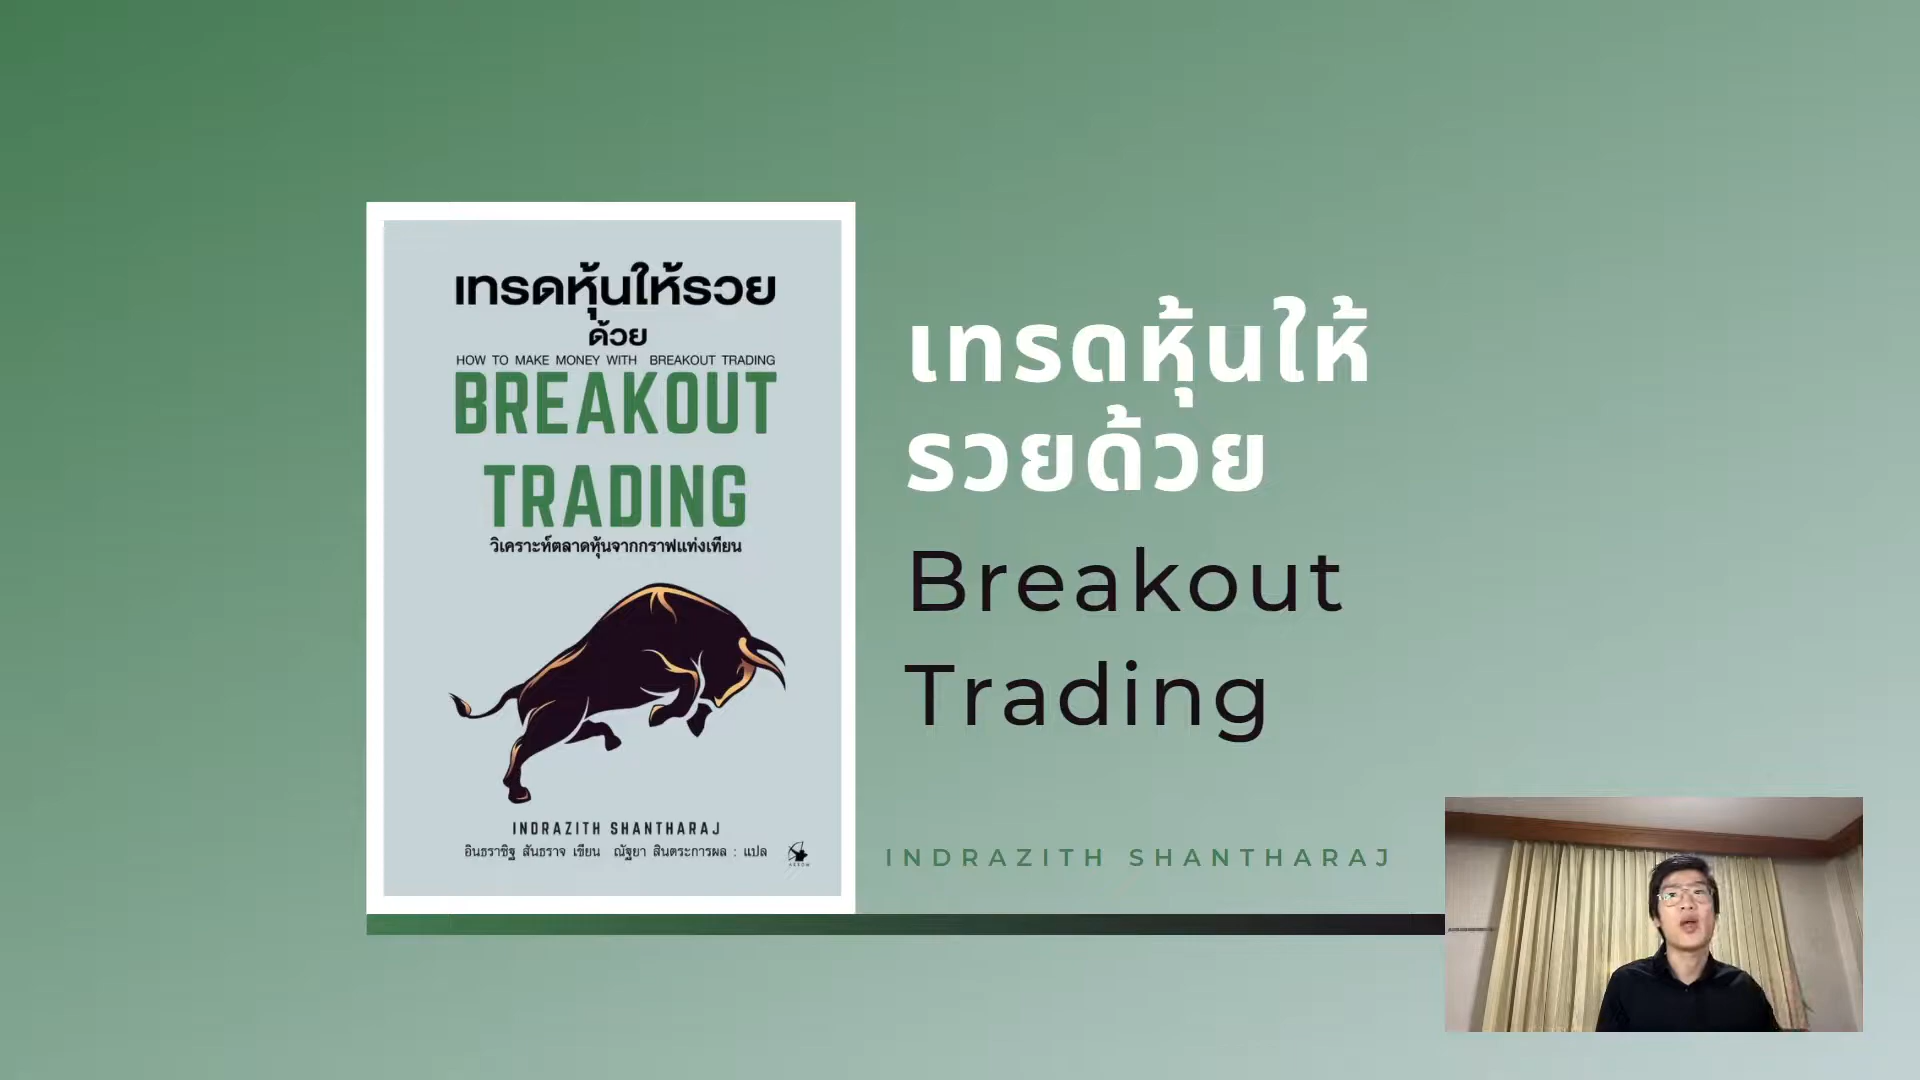 เทรดหุ้นให้รวย
ด้วย
HOW TO MAKE MONEY WITH BREAKOUT TRADING
BREAKOUT
TRADING
วิเคราะห์ตลาดหุ้นจากกราฟแท่งเทียน
INDRAZITH SHANTHARAJ
อินธราซิฐ สันธราจ เขียน ณัฐยา สินตระการผล : แปล
ARROW
เทรดหุ้นให้
รวยด้วย
Breakout
Trading
INDRAZITH SHANTHARAJ